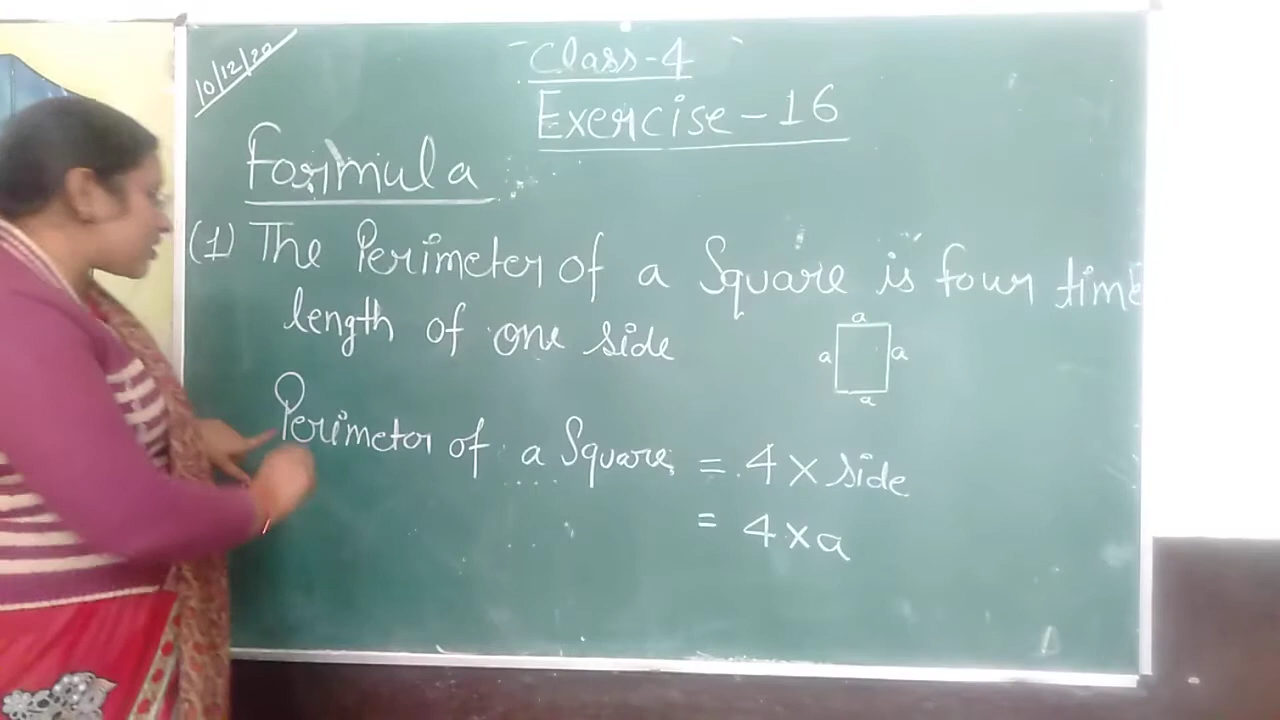 10/12/20
Class-4
Exercise-16
Formula
(1) The Perimeter of a Square is four time
length of one side
a
a a
a
Perimeter of a Square = 4 × side
= 4 × a